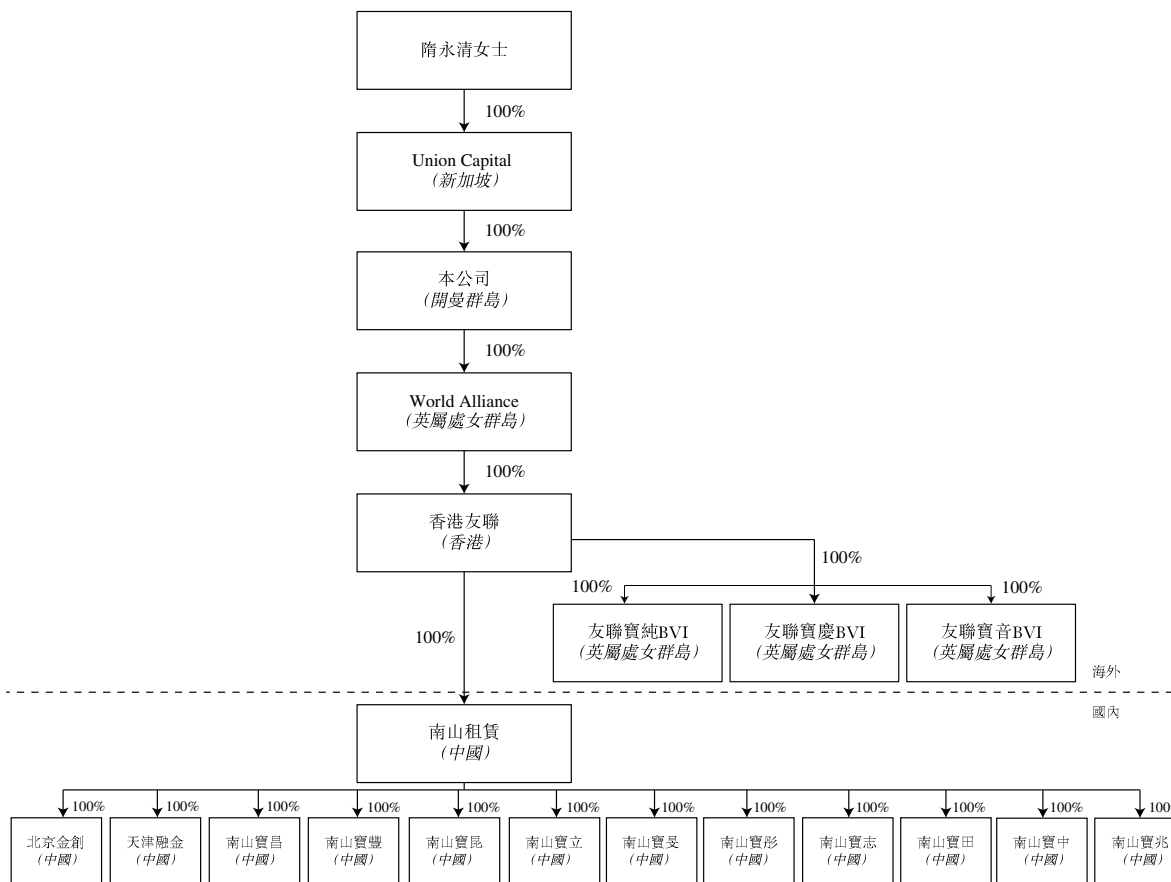 隋永清女士
100%
Union Capital
（新加坡）
100%
本公司
（開曼群島）
100%
World Alliance
（英屬處女群島）
100%
香港友聯
（香港）
100%
100%
100%
100%
友聯寶純BVI
（英屬處女群島）
友聯寶慶BVI
（英屬處女群島）
友聯寶音BVI
（英屬處女群島）
海外
國內
南山租賃
（中國）
100%
100%
100%
100%
100%
100%
100%
100%
100%
100%
100%
100
北京金創
（中國）
天津融金
（中國）
南山寶昌
（中國）
南山寶豐
（中國）
南山寶昆
（中國）
南山寶立
（中國）
南山寶旻
（中國）
南山寶彤
（中國）
南山寶志
（中國）
南山寶田
（中國）
南山寶中
（中國）
南山寶兆
（中國）